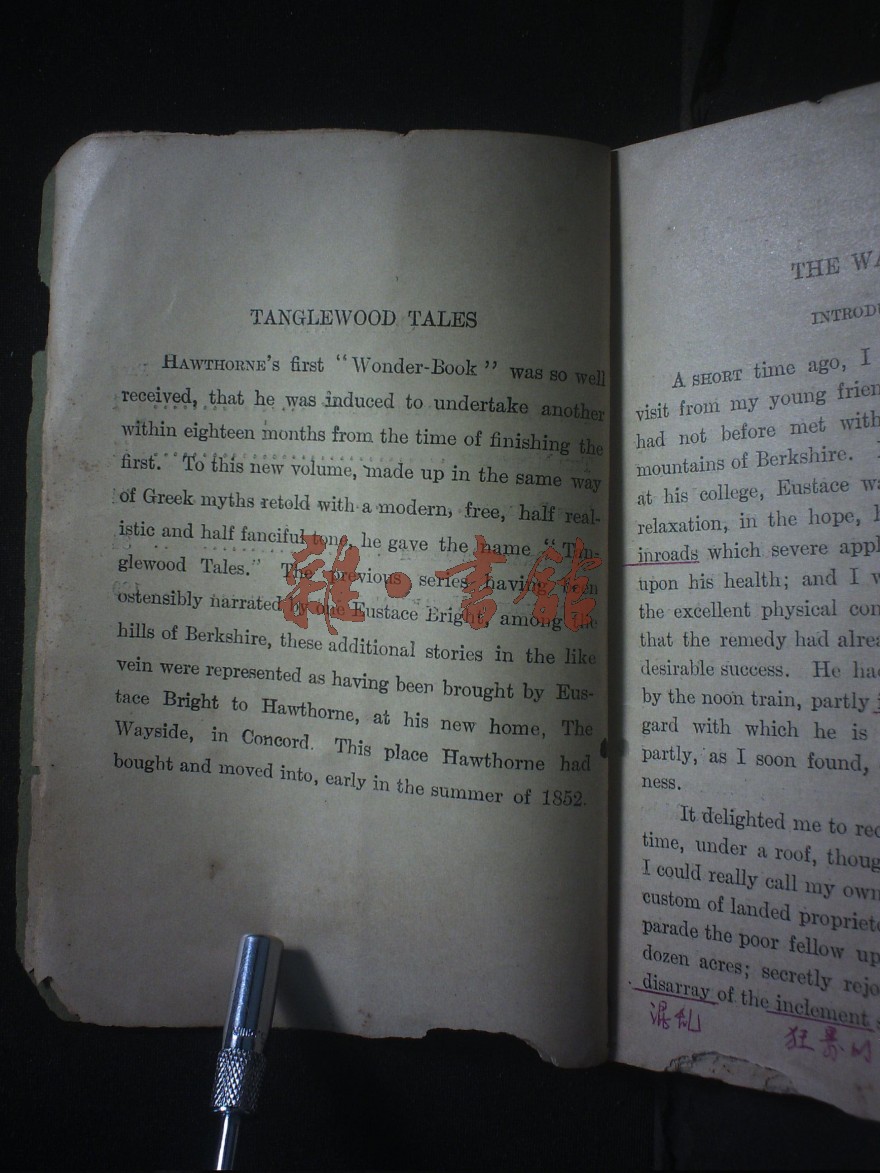 TANGLEWOOD TALES
HAWTHORNE'S first "Wonder-Book" was so well
received, that he was induced to undertake another
within eighteen months from the time of finishing the
first. To this new volume, made up in the same way
of Greek myths retold with a modern, free, half real-
istic and half fanciful tone, he gave the name "Tan-
glewood Tales." The previous series having been
ostensibly narrated by one Eustace Bright, among the
hills of Berkshire, these additional stories in the like
vein were represented as having been brought by Eus-
tace Bright to Hawthorne, at his new home, The
Wayside, in Concord. This place Hawthorne had
bought and moved into, early in the summer of 1852.
雜·書館
THE WA
INTRODU
A SHORT time ago, I
visit from my young frien
had not before met with
mountains of Berkshire.
at his college, Eustace wa
relaxation, in the hope, h
inroads which severe appl
upon his health; and I w
the excellent physical con
that the remedy had alrea
desirable success. He ha
by the noon train, partly
gard with which he is
partly, as I soon found,
ness.
It delighted me to rec
time, under a roof, thoug
I could really call my own
custom of landed propriet
parade the poor fellow up
dozen acres; secretly rejo
disarray of the inclement s
混乱 狂暴的